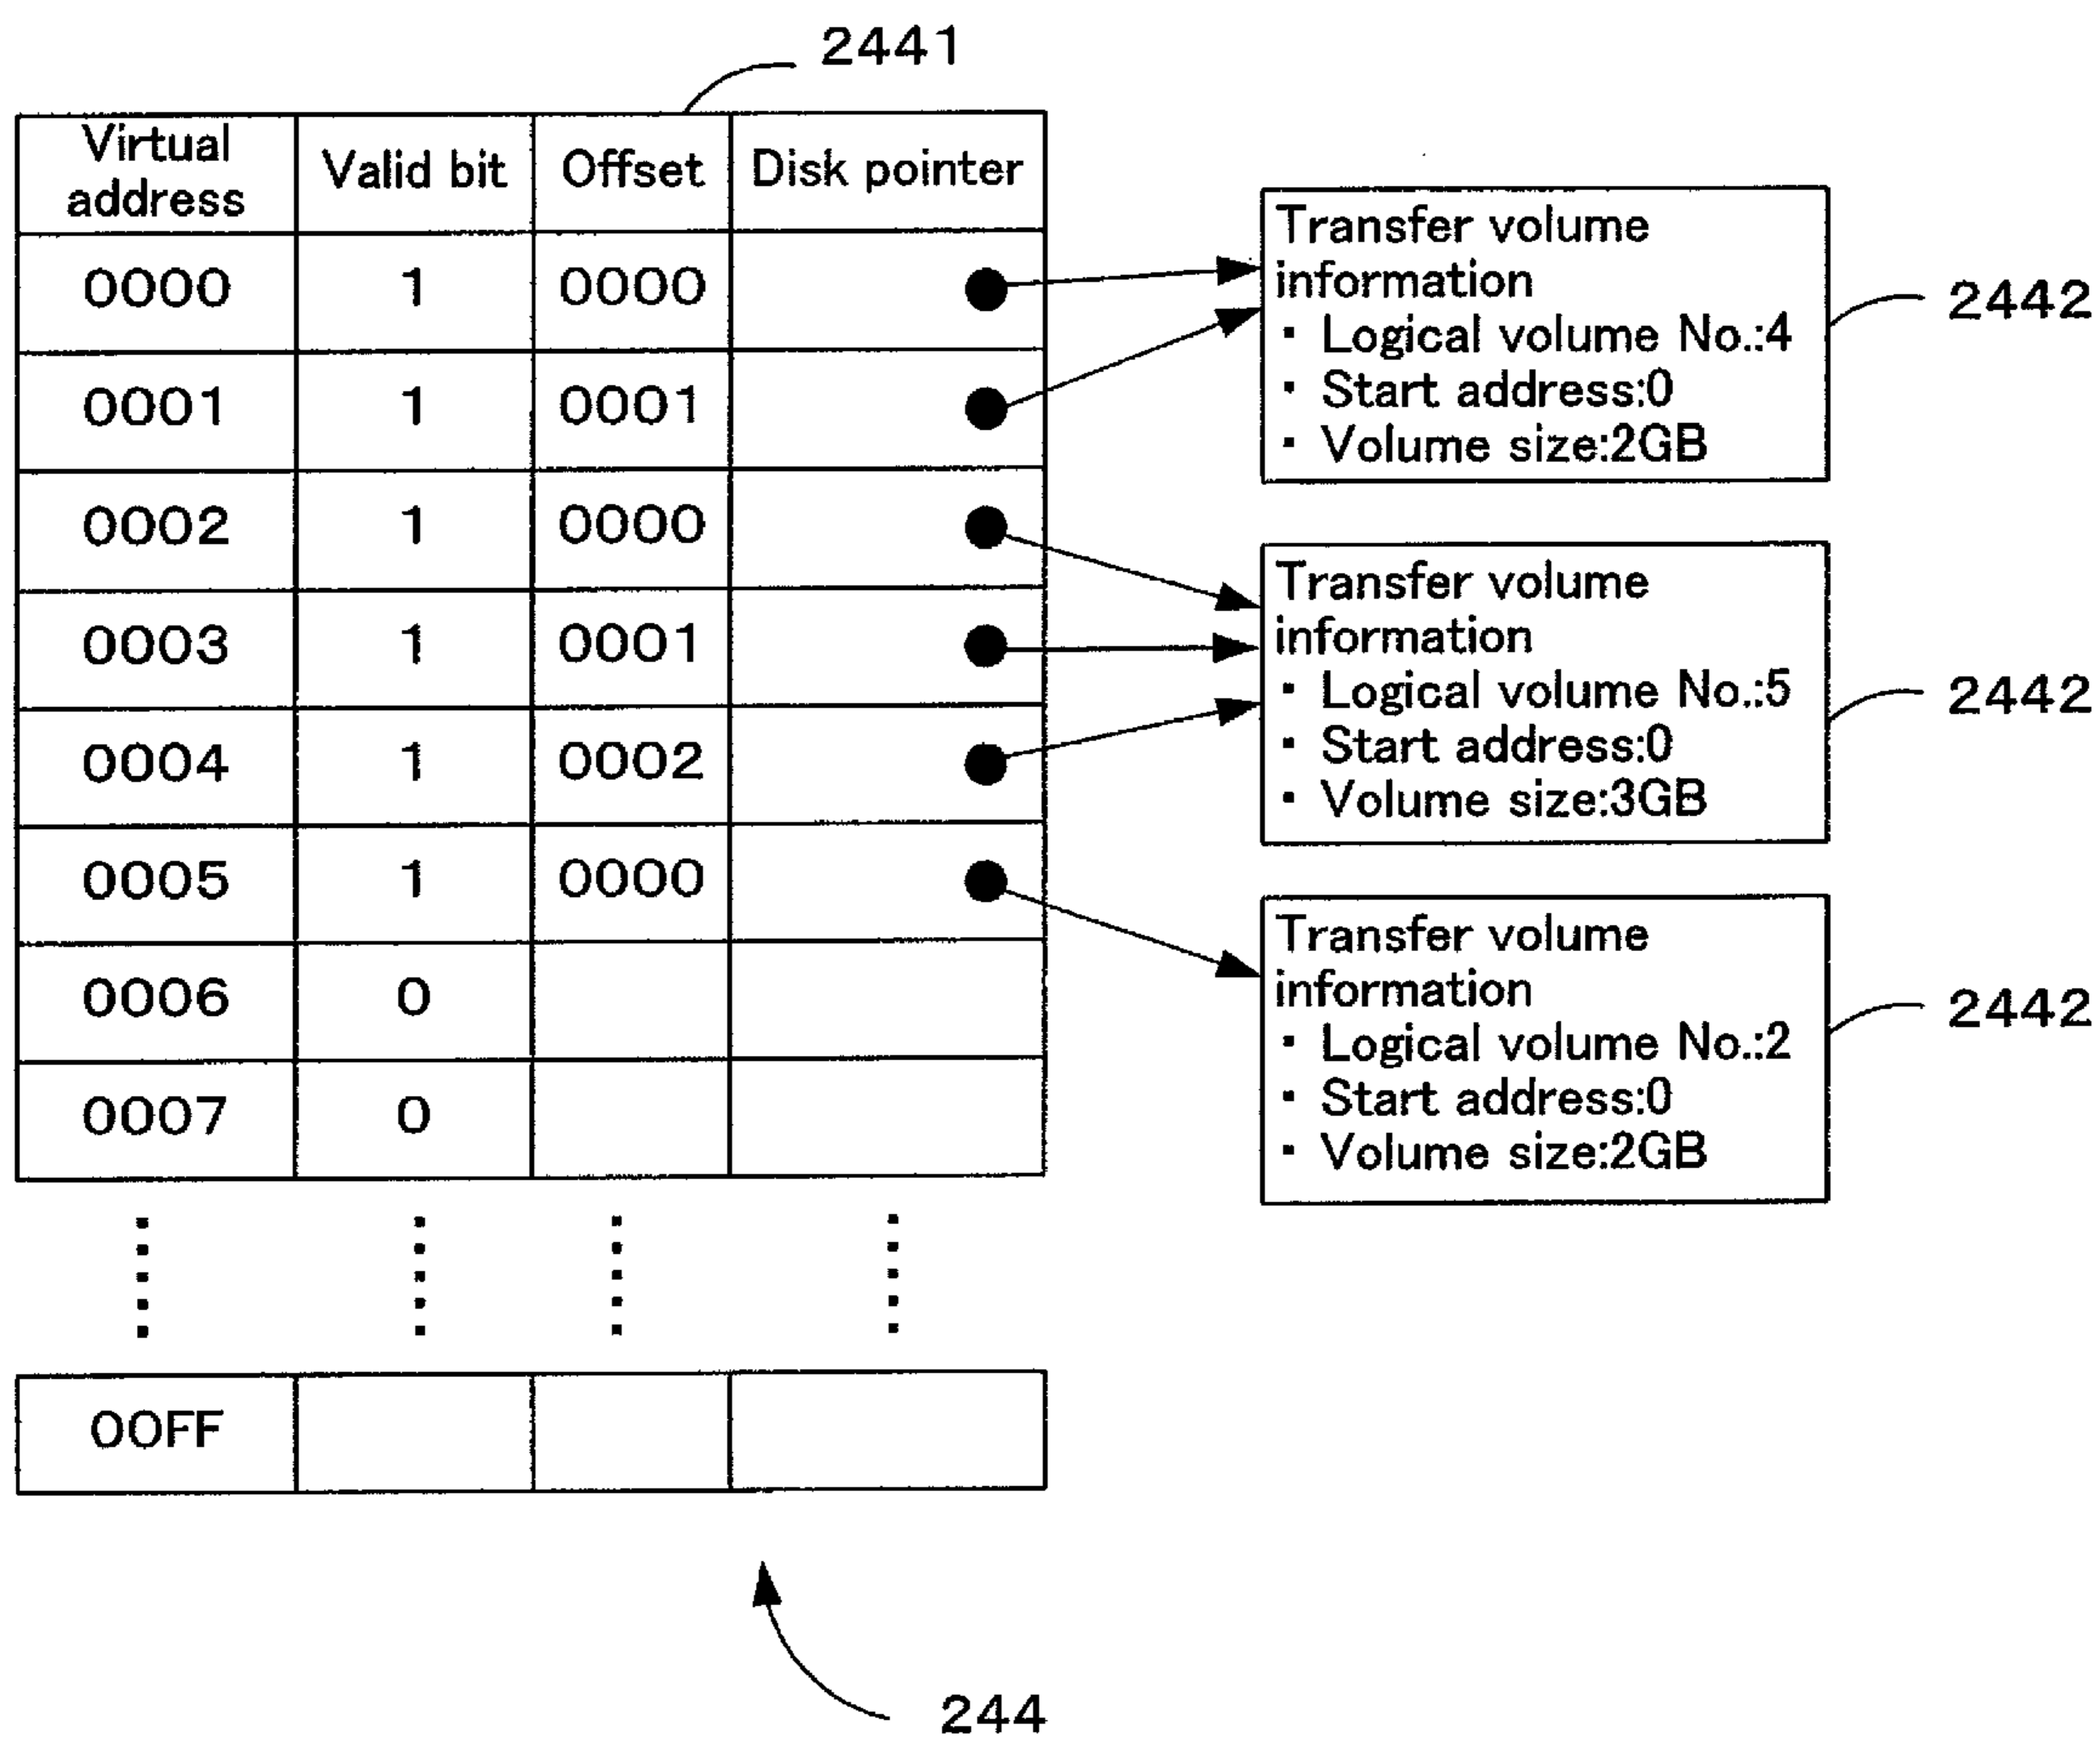 2441
Virtual address Valid bit Offset Disk pointer
0000 1 0000
0001 1 0001
0002 1 0000
0003 1 0001
0004 1 0002
0005 1 0000
0006 0
0007 0
00FF
Transfer volume
information
・ Logical volume No.:4
・ Start address:0
・ Volume size:2GB
2442
Transfer volume
information
・ Logical volume No.:5
・ Start address:0
・ Volume size:3GB
2442
Transfer volume
information
・ Logical volume No.:2
・ Start address:0
・ Volume size:2GB
2442
244